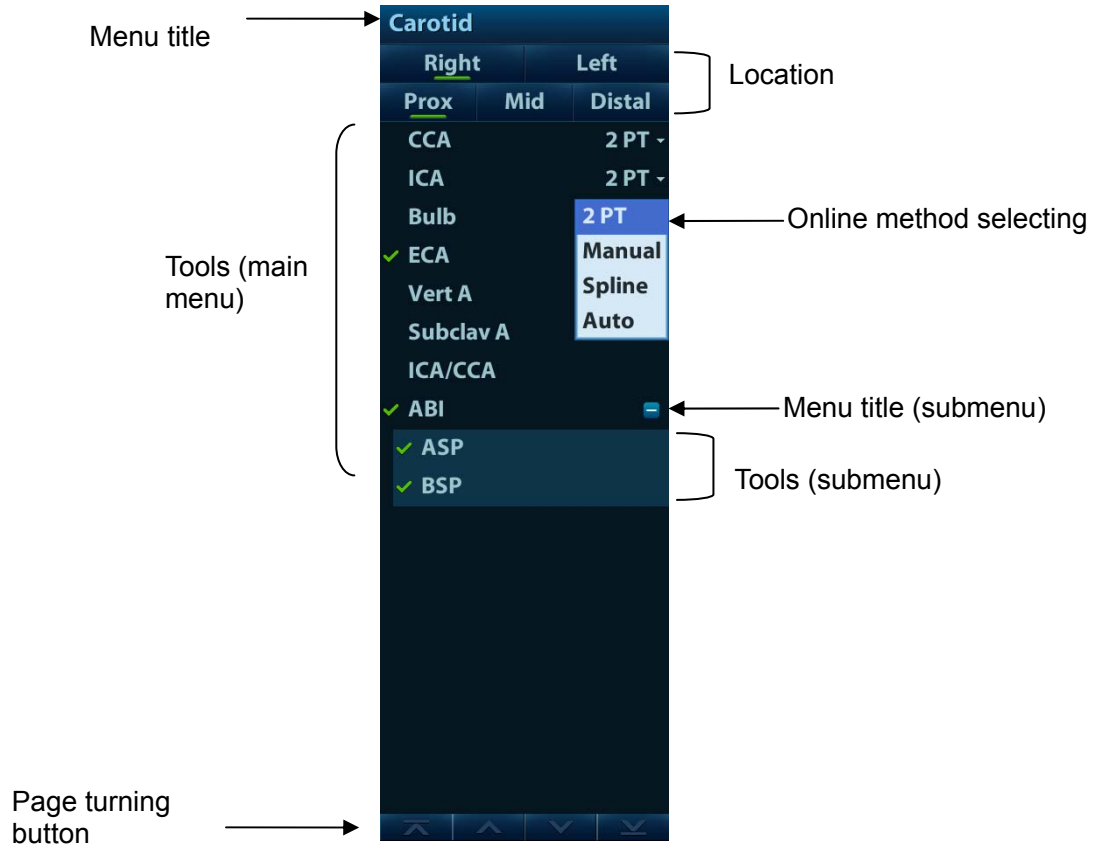 Menu title
Carotid
Right Left
Location
Prox Mid Distal
CCA 2 PT
ICA 2 PT
Bulb 2 PT
Online method selecting
Manual
Tools (main
menu)
ECA
Spline
Vert A
Auto
Subclav A
ICA/CCA
ABI
Menu title (submenu)
ASP
BSP
Tools (submenu)
Page turning
button